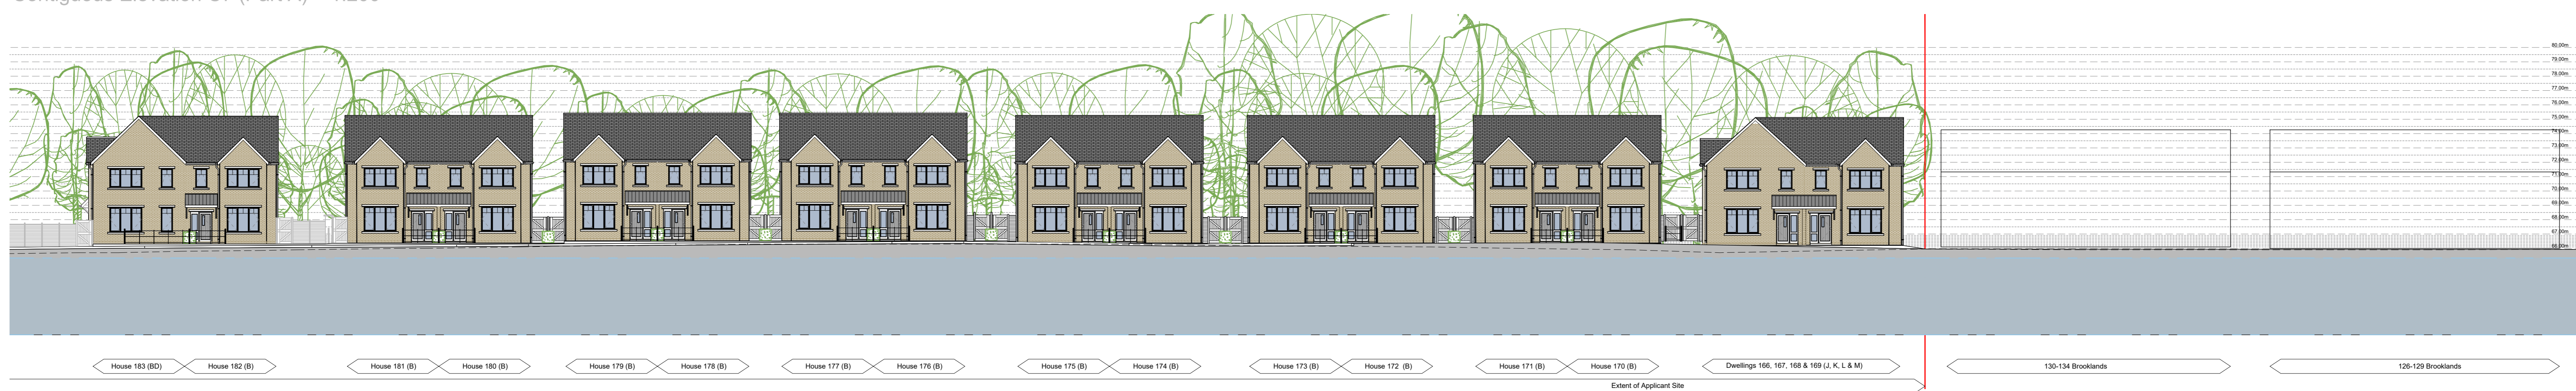 80.00m
79.00m
78.00m
77.00m
76.00m
75.00m
74.00m
73.00m
72.00m
71.00m
70.00m
69.00m
68.00m
67.00m
66.00m
House 183 (BD) House 182 (B) House 181 (B) House 180 (B) House 179 (B) House 178 (B) House 177 (B) House 176 (B) House 175 (B) House 174 (B) House 173 (B) House 172 (B) House 171 (B) House 170 (B) Dwellings 166, 167, 168 & 169 (J, K, L & M) 130-134 Brooklands 126-129 Brooklands
Extent of Applicant Site